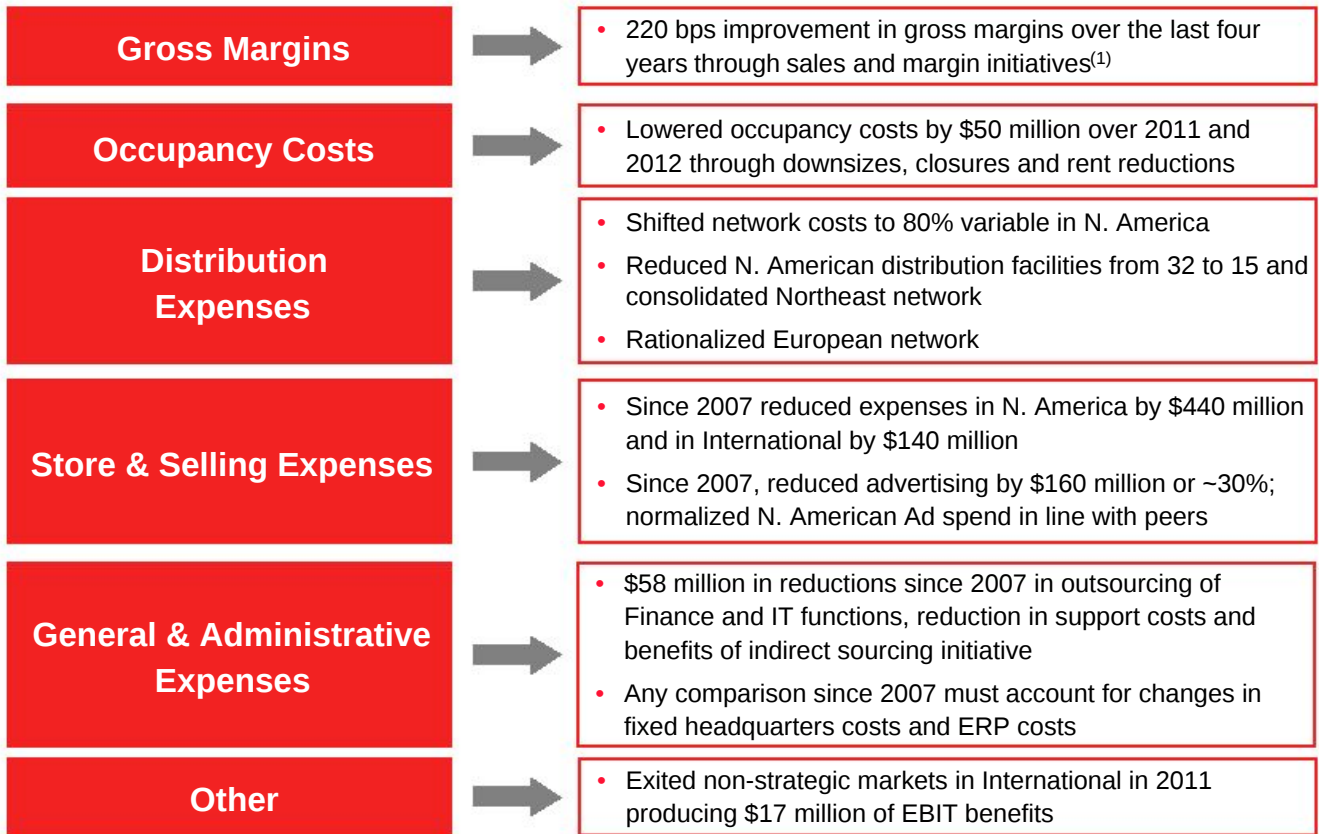 Gross Margins
• 220 bps improvement in gross margins over the last four
years through sales and margin initiatives(1)
Occupancy Costs
• Lowered occupancy costs by $50 million over 2011 and
2012 through downsizes, closures and rent reductions
Distribution
Expenses
• Shifted network costs to 80% variable in N. America
• Reduced N. American distribution facilities from 32 to 15 and
consolidated Northeast network
• Rationalized European network
Store & Selling Expenses
• Since 2007 reduced expenses in N. America by $440 million
and in International by $140 million
• Since 2007, reduced advertising by $160 million or ~30%;
normalized N. American Ad spend in line with peers
General & Administrative
Expenses
• $58 million in reductions since 2007 in outsourcing of
Finance and IT functions, reduction in support costs and
benefits of indirect sourcing initiative
• Any comparison since 2007 must account for changes in
fixed headquarters costs and ERP costs
Other
• Exited non-strategic markets in International in 2011
producing $17 million of EBIT benefits